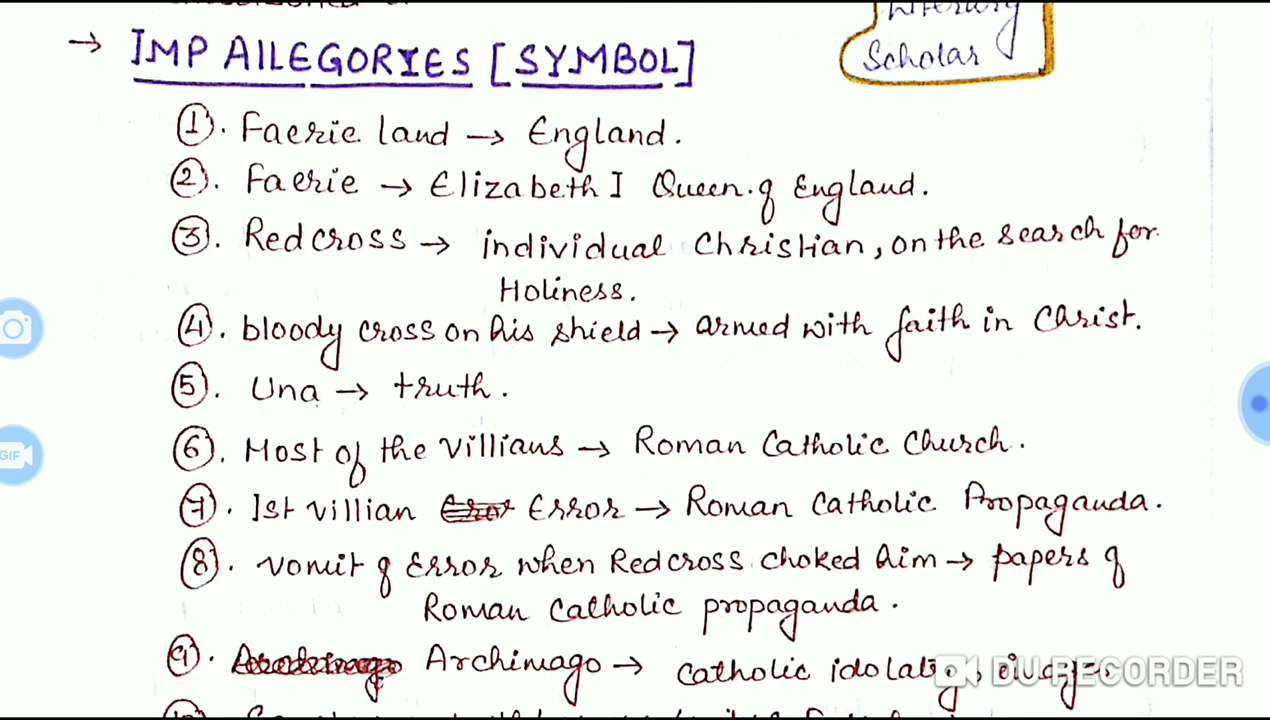 Literary
Scholar
→ IMP AllEGORIES [SYMBOL]
①. Faerie land → England.
②. Faerie → Elizabeth I Queen of England.
③. Redcross → individual Christian, on the search for
Holiness.
④. bloody cross on his shield → armed with faith in Christ.
⑤. Una → truth.
⑥. Most of the villians → Roman Catholic Church.
⑦. 1st villian Error → Roman Catholic Propaganda.
⑧. vomit of Error when Redcross choked him → papers of
Roman Catholic propaganda.
⑨. Archimago → catholic idolatry,
DU RECORDER
GIF